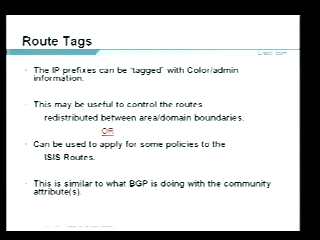 Route Tags
Cisco.com
• The IP prefixes can be 'tagged' with Color/admin
information.
• This may be useful to control the routes
redistributed between area/domain boundaries.
OR
• Can be used to apply for some policies to the
ISIS Routes.
• This is similar to what BGP is doing with the community
attribute(s).